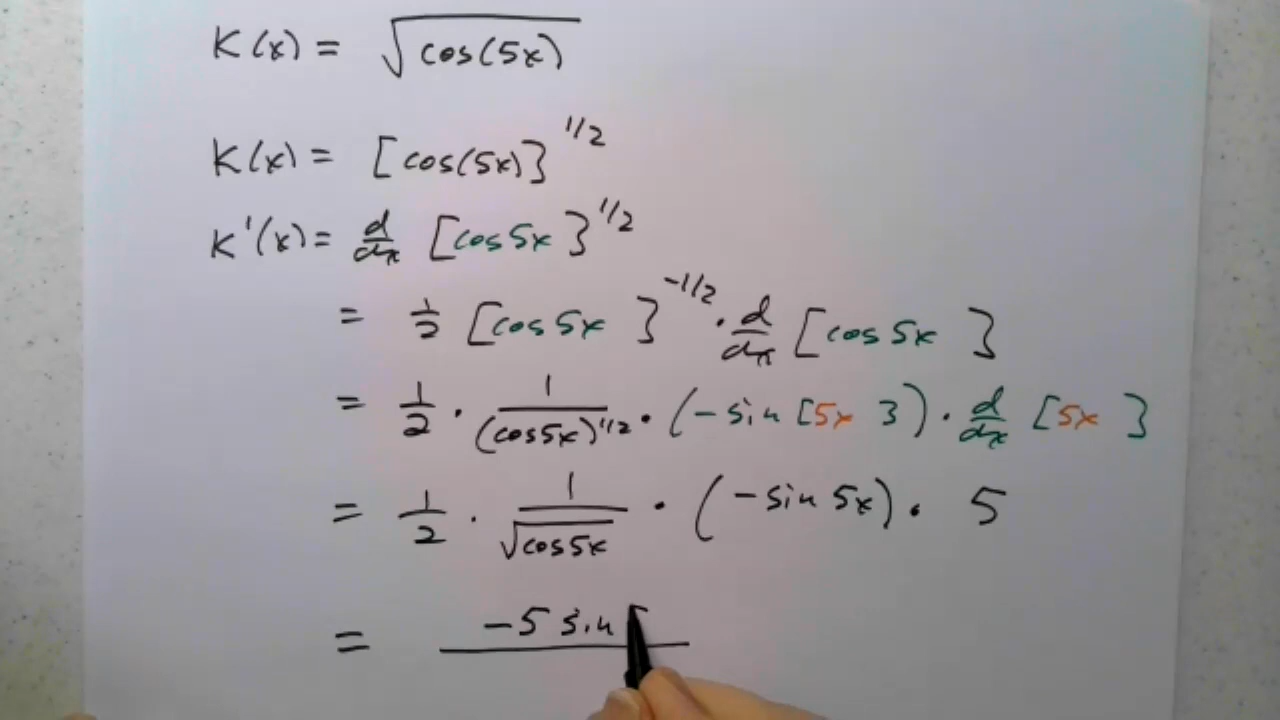 K(x) = √cos(5x)
K(x) = [cos(5x)]^1/2
K'(x) = d/dx [cos 5x]^1/2
= 1/2 [cos 5x]^-1/2 · d/dx [cos 5x]
= 1/2 · 1/(cos5x)^1/2 · (-sin [5x]) · d/dx [5x]
= 1/2 · 1/√cos5x · (-sin 5x) · 5
= -5 sin